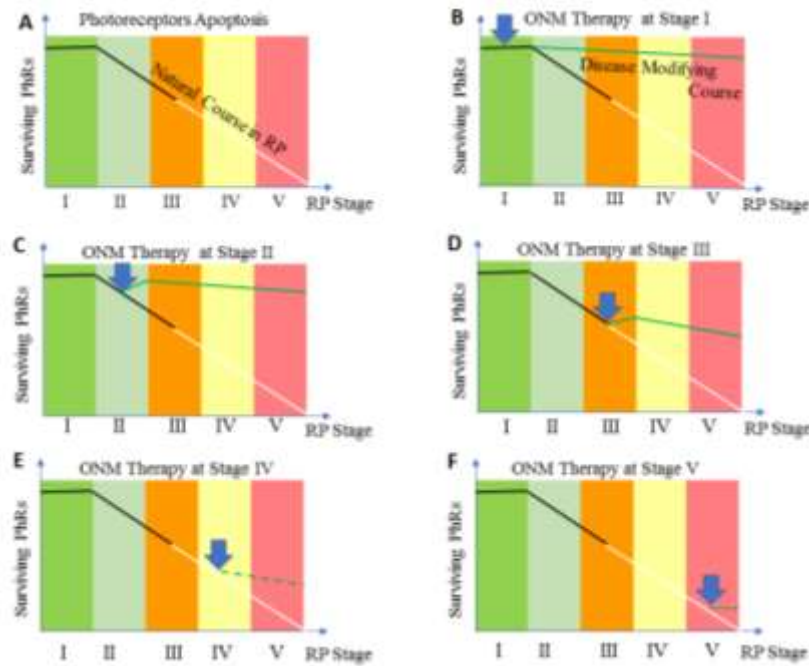 A
Photoreceptors Apoptosis
Surviving PhRs
Natural Course in RP
I II III IV V RP Stage
B
ONM Therapy at Stage I
Surviving PhRs
Disease Modifying
Course
I II III IV V RP Stage
C
ONM Therapy at Stage II
Surviving PhRs
I II III IV V RP Stage
D
ONM Therapy at Stage III
Surviving PhRs
I II III IV V RP Stage
E
ONM Therapy at Stage IV
Surviving PhRs
I II III IV V RP Stage
F
ONM Therapy at Stage V
Surviving PhRs
I II III IV V RP Stage